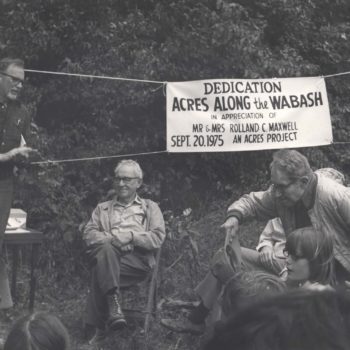 DEDICATION
ACRES ALONG the WABASH
IN APPRECIATION OF
MR & MRS ROLLAND C. MAXWELL
SEPT. 20. 1975 AN ACRES PROJECT